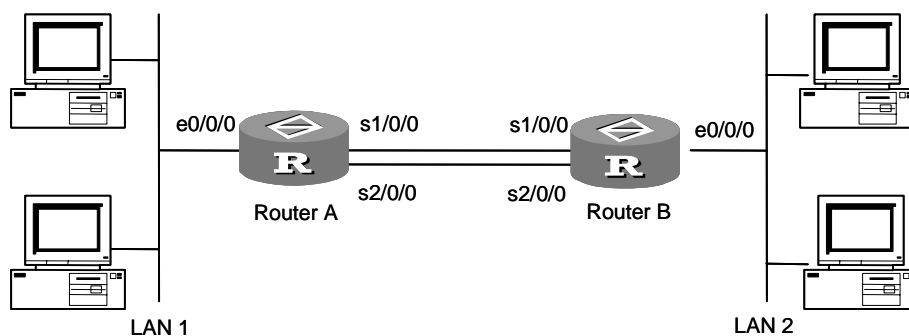 e0/0/0 s1/0/0 s1/0/0 e0/0/0
R R
s2/0/0 s2/0/0
Router A Router B
LAN 1 LAN 2